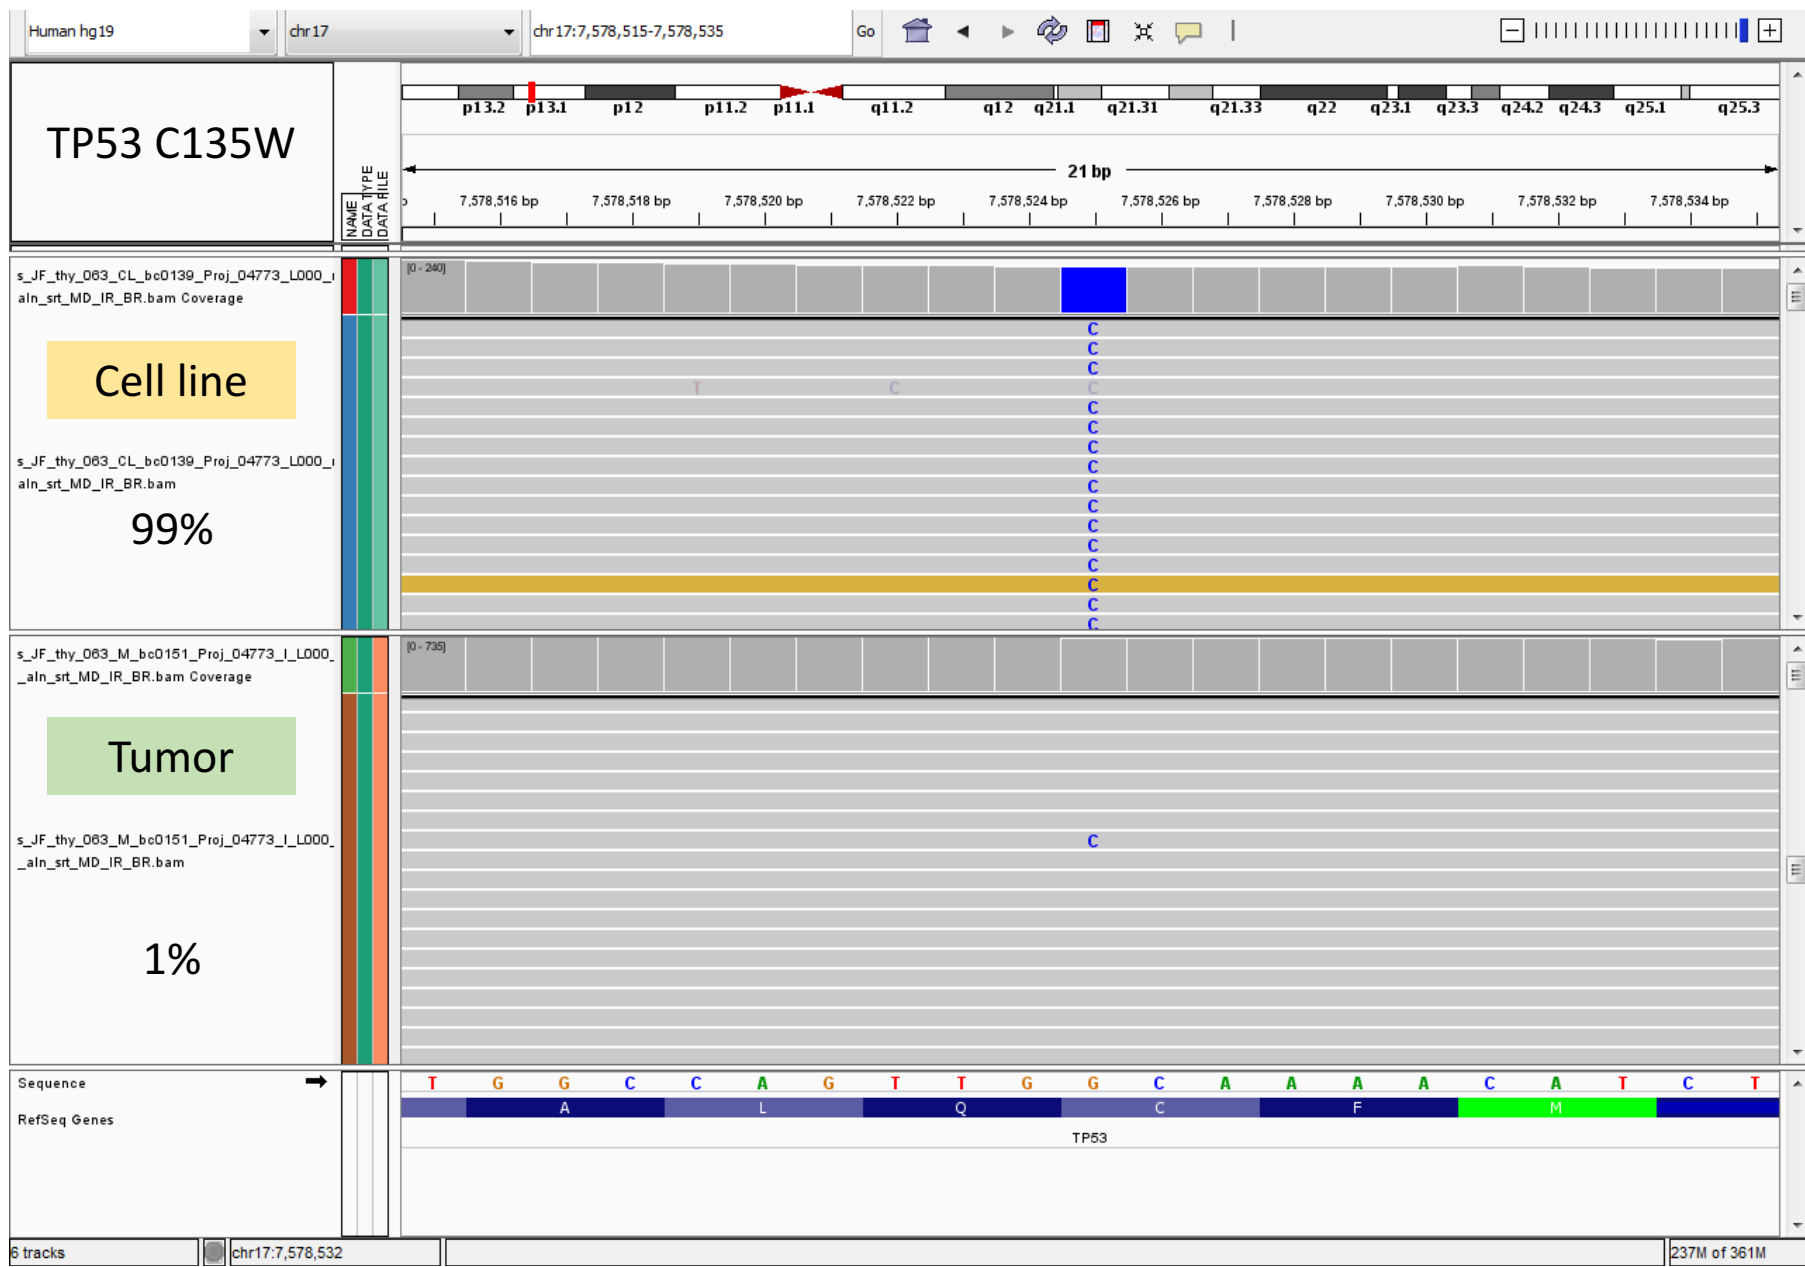 Human hg19 chr17 chr17:7,578,515-7,578,535 Go
TP53 C135W
NAME
DATA TYPE
DATA FILE
p13.2 p13.1 p12 p11.2 p11.1 q11.2 q12 q21.1 q21.31 q21.33 q22 q23.1 q23.3 q24.2 q24.3 q25.1 q25.3
21 bp
7,578,516 bp 7,578,518 bp 7,578,520 bp 7,578,522 bp 7,578,524 bp 7,578,526 bp 7,578,528 bp 7,578,530 bp 7,578,532 bp 7,578,534 bp
s_JF_thy_063_CL_bc0139_Proj_04773_L000_
aln_srt_MD_IR_BR.bam Coverage
[0 - 240]
C
C
C
T C C
C
C
C
C
C
C
C
C
C
C
C
C
Cell line
s_JF_thy_063_CL_bc0139_Proj_04773_L000_
aln_srt_MD_IR_BR.bam
99%
s_JF_thy_063_M_bc0151_Proj_04773_I_L000_
_aln_srt_MD_IR_BR.bam Coverage
[0 - 735]
Tumor
s_JF_thy_063_M_bc0151_Proj_04773_I_L000_
_aln_srt_MD_IR_BR.bam
C
1%
Sequence
T G G C C A G T T G G C A A A A C A T C T
RefSeq Genes
A L Q C F M
TP53
6 tracks chr17:7,578,532 237M of 361M